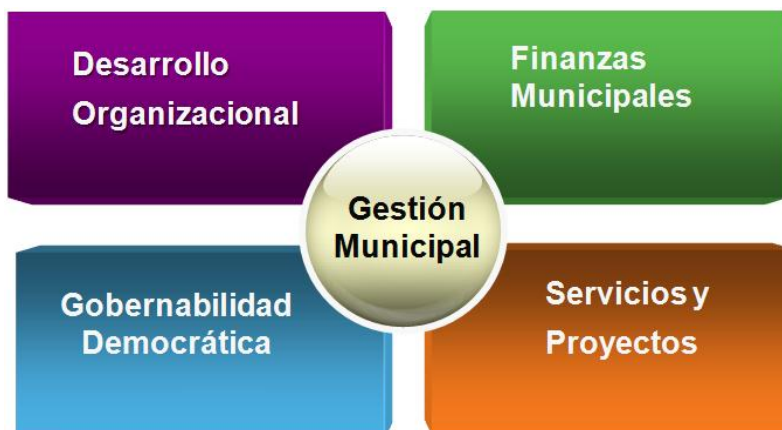 Desarrollo
Organizacional
Finanzas
Municipales
Gestión
Municipal
Gobernabilidad
Democrática
Servicios y
Proyectos